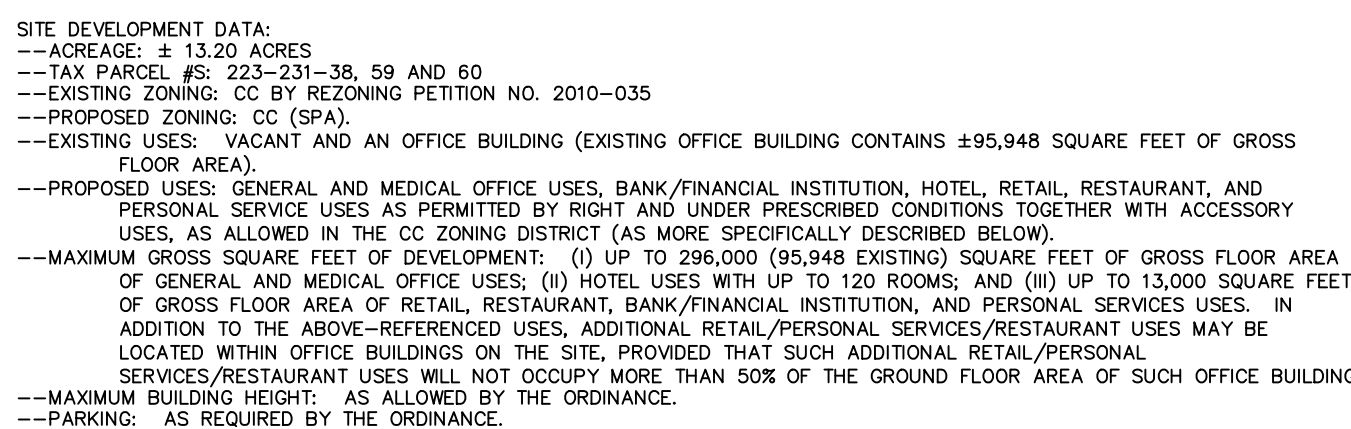 SITE DEVELOPMENT DATA:
--ACREAGE: ± 13.20 ACRES
--TAX PARCEL #S: 223-231-38, 59 AND 60
--EXISTING ZONING: CC BY REZONING PETITION NO. 2010-035
--PROPOSED ZONING: CC (SPA).
--EXISTING USES: VACANT AND AN OFFICE BUILDING (EXISTING OFFICE BUILDING CONTAINS ±95,948 SQUARE FEET OF GROSS
FLOOR AREA).
--PROPOSED USES: GENERAL AND MEDICAL OFFICE USES, BANK/FINANCIAL INSTITUTION, HOTEL, RETAIL, RESTAURANT, AND
PERSONAL SERVICE USES AS PERMITTED BY RIGHT AND UNDER PRESCRIBED CONDITIONS TOGETHER WITH ACCESSORY
USES, AS ALLOWED IN THE CC ZONING DISTRICT (AS MORE SPECIFICALLY DESCRIBED BELOW).
--MAXIMUM GROSS SQUARE FEET OF DEVELOPMENT: (I) UP TO 296,000 (95,948 EXISTING) SQUARE FEET OF GROSS FLOOR AREA
OF GENERAL AND MEDICAL OFFICE USES; (II) HOTEL USES WITH UP TO 120 ROOMS; AND (III) UP TO 13,000 SQUARE FEET
OF GROSS FLOOR AREA OF RETAIL, RESTAURANT, BANK/FINANCIAL INSTITUTION, AND PERSONAL SERVICES USES. IN
ADDITION TO THE ABOVE-REFERENCED USES, ADDITIONAL RETAIL/PERSONAL SERVICES/RESTAURANT USES MAY BE
LOCATED WITHIN OFFICE BUILDINGS ON THE SITE, PROVIDED THAT SUCH ADDITIONAL RETAIL/PERSONAL
SERVICES/RESTAURANT USES WILL NOT OCCUPY MORE THAN 50% OF THE GROUND FLOOR AREA OF SUCH OFFICE BUILDING
--MAXIMUM BUILDING HEIGHT: AS ALLOWED BY THE ORDINANCE.
--PARKING: AS REQUIRED BY THE ORDINANCE.